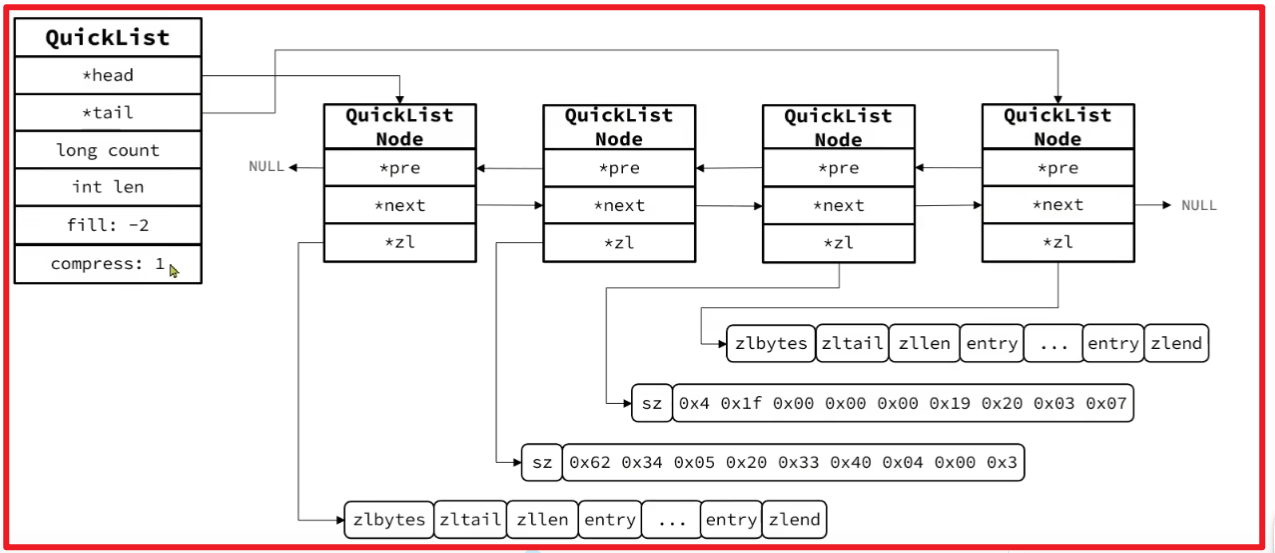 QuickList
*head
*tail
long count
int len
fill: -2
compress: 1
QuickList
Node
*pre
*next
*zl
QuickList
Node
*pre
*next
*zl
QuickList
Node
*pre
*next
*zl
QuickList
Node
*pre
*next
*zl
NULL
NULL
zlbytes zltail zllen entry ... entry zlend
sz 0x4 0x1f 0x00 0x00 0x00 0x19 0x20 0x03 0x07
sz 0x62 0x34 0x05 0x20 0x33 0x40 0x04 0x00 0x3
zlbytes zltail zllen entry ... entry zlend